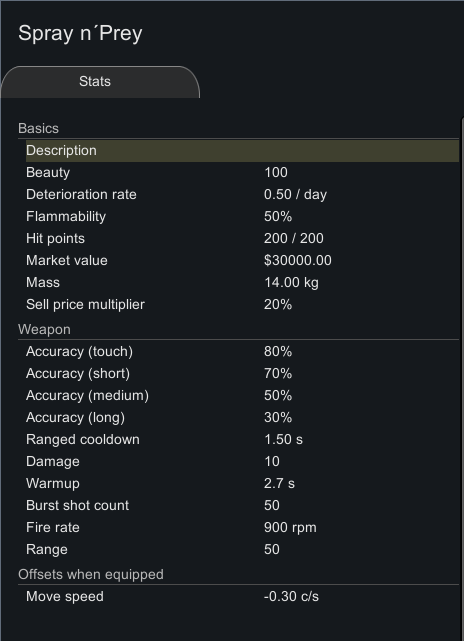 Spray n´Prey
Stats
Basics
Description
Beauty 100
Deterioration rate 0.50 / day
Flammability 50%
Hit points 200 / 200
Market value $30000.00
Mass 14.00 kg
Sell price multiplier 20%
Weapon
Accuracy (touch) 80%
Accuracy (short) 70%
Accuracy (medium) 50%
Accuracy (long) 30%
Ranged cooldown 1.50 s
Damage 10
Warmup 2.7 s
Burst shot count 50
Fire rate 900 rpm
Range 50
Offsets when equipped
Move speed -0.30 c/s